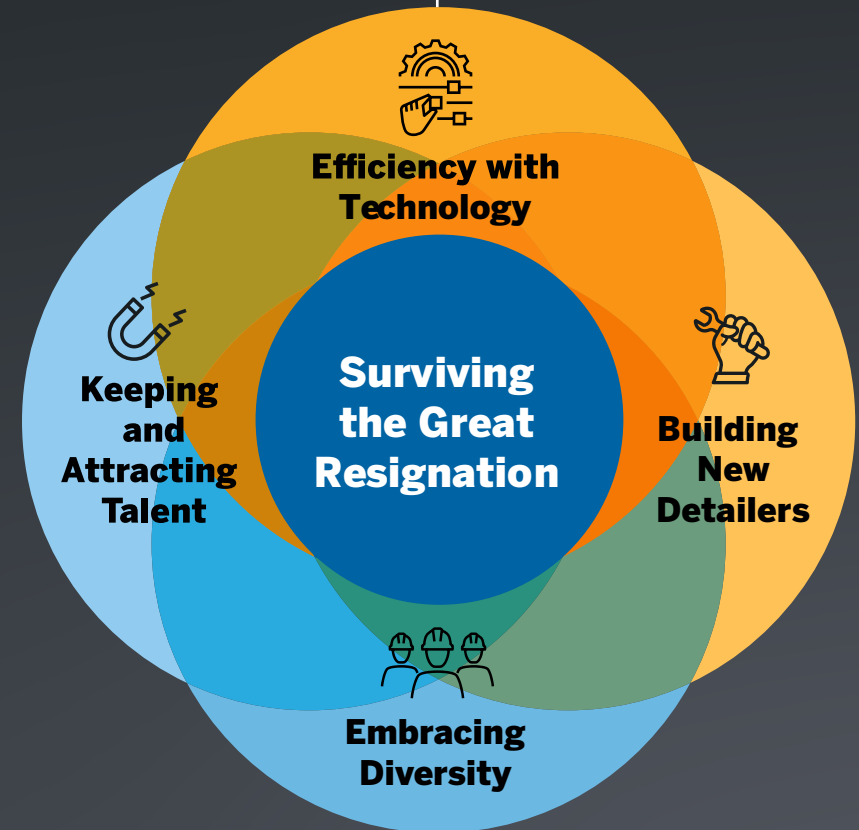 Efficiency with
Technology
Keeping
and
Attracting
Talent
Surviving
the Great
Resignation
Building
New
Detailers
Embracing
Diversity